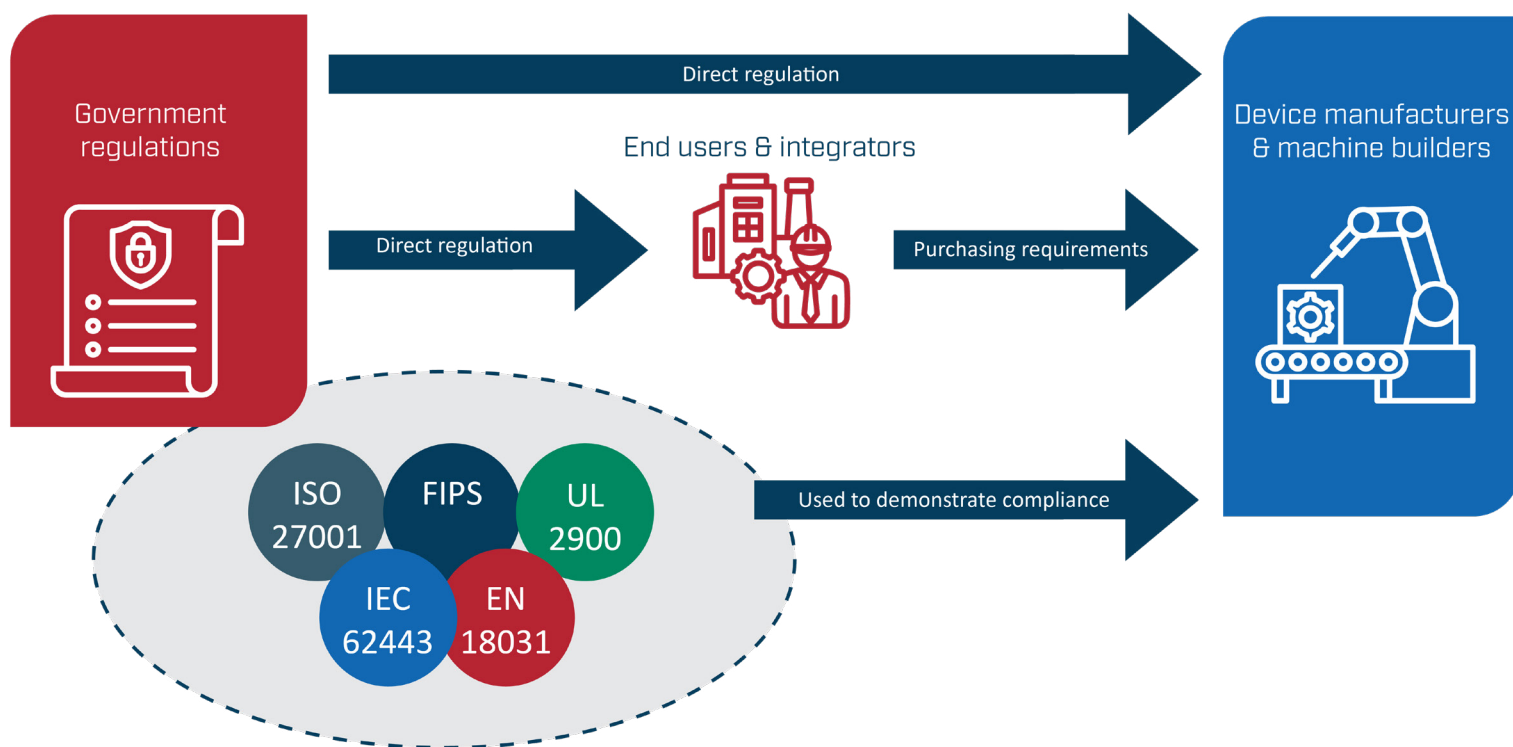 Government
regulations
Direct regulation
Device manufacturers
& machine builders
End users & integrators
Direct regulation
Purchasing requirements
ISO
27001
FIPS
UL
2900
IEC
62443
EN
18031
Used to demonstrate compliance